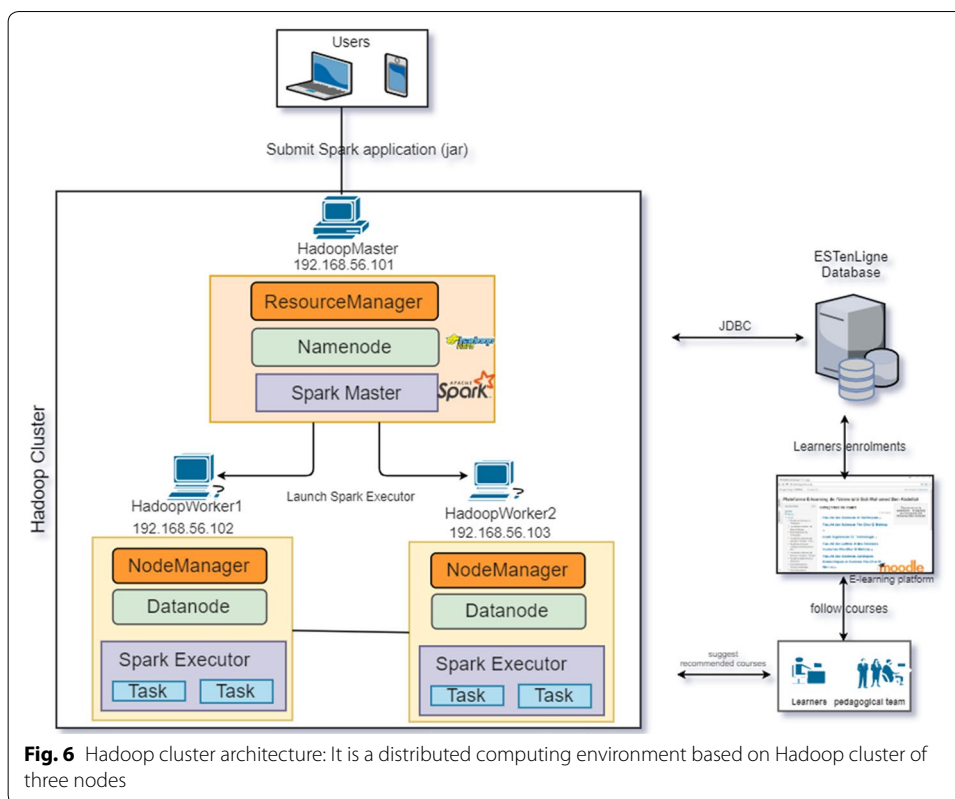 Users
Submit Spark application (jar)
HadoopMaster
192.168.56.101
ResourceManager
Namenode
Spark Master
hadoop
APACHE
Spark
Hadoop Cluster
HadoopWorker1
192.168.56.102
Launch Spark Executor
HadoopWorker2
192.168.56.103
NodeManager
Datanode
Spark Executor
Task
Task
NodeManager
Datanode
Spark Executor
Task
Task
ESTenLigne
Database
JDBC
Learners enrolments
moodle
E-learning platform
follow courses
suggest
recommended courses
Learners
pedagogical team
Fig. 6 Hadoop cluster architecture: It is a distributed computing environment based on Hadoop cluster of
three nodes